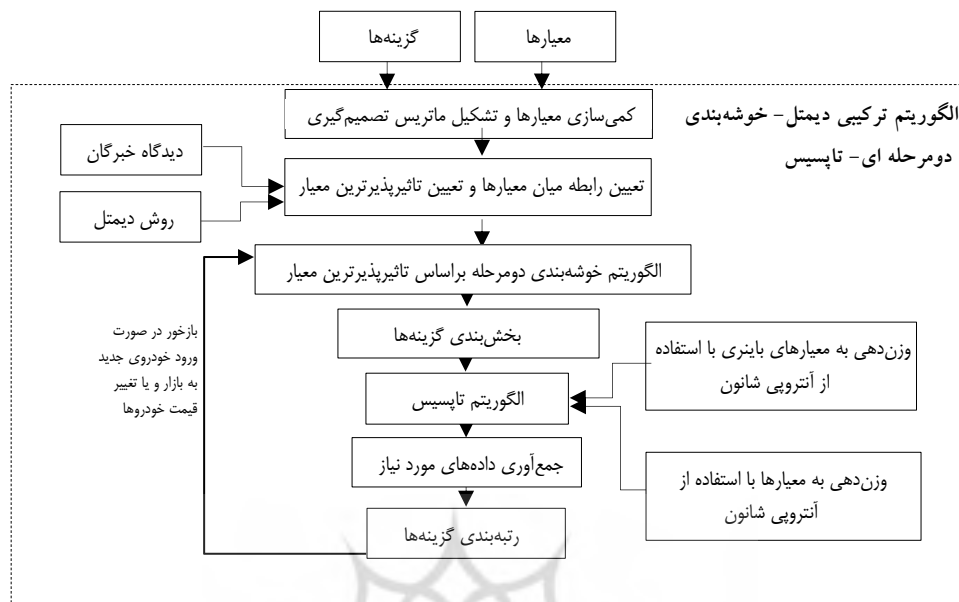 معیارها
گزینه‌ها
الگوریتم ترکیبی دیمتل- خوشه‌بندی
دومرحله ای- تاپسیس
کمی‌سازی معیارها و تشکیل ماتریس تصمیم‌گیری
دیدگاه خبرگان
تعیین رابطه میان معیارها و تعیین تاثیرپذیرترین معیار
روش دیمتل
الگوریتم خوشه‌بندی دومرحله براساس تاثیرپذیرترین معیار
بازخور در صورت
ورود خودروی جدید
به بازار و یا تغییر
قیمت خودروها
بخش‌بندی گزینه‌ها
وزن‌دهی به معیارهای باینری با استفاده
از آنتروپی شانون
الگوریتم تاپسیس
جمع‌آوری داده‌های مورد نیاز
وزن‌دهی به معیارها با استفاده از
آنتروپی شانون
رتبه‌بندی گزینه‌ها